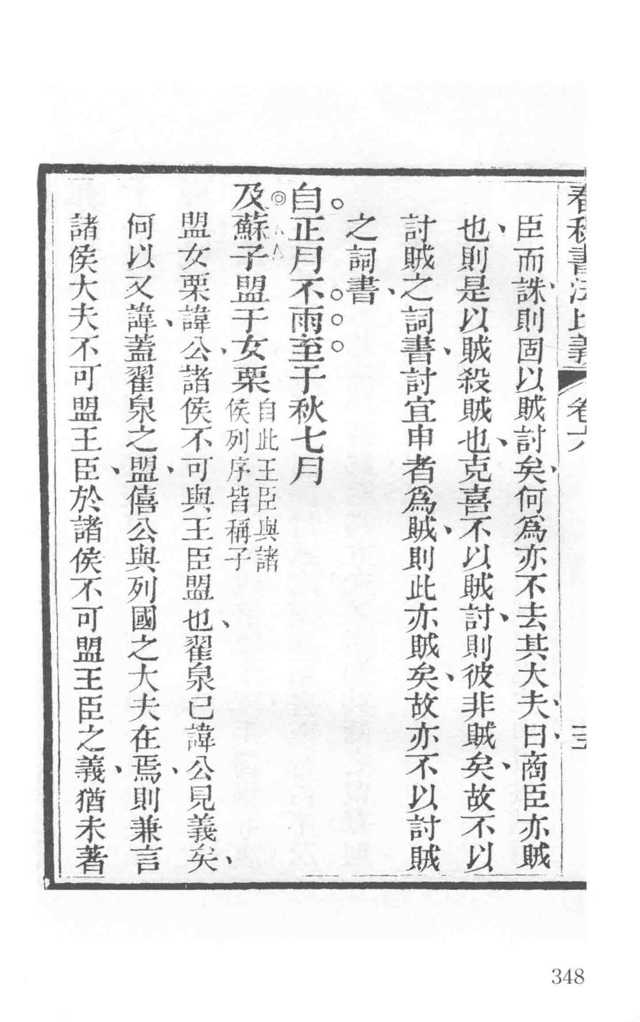 春秋書法比義 卷六
臣而誅則固以賊討矣何爲亦不去其大夫曰商臣亦賊
也則是以賊殺賊也克喜不以賊討則彼非賊矣故不以
討賊之詞書討宜申者爲賊則此亦賊矣故亦不以討賊
之詞書
自正月不雨至于秋七月
及蘇子盟于女栗
自此王臣與諸
侯列序皆稱子
盟女栗諱公諸侯不可與王臣盟也翟泉已諱公見義矣
何以又諱蓋翟泉之盟僖公與列國之大夫在焉則兼言
諸侯大夫不可盟王臣於諸侯不可盟王臣之義猶未著
348